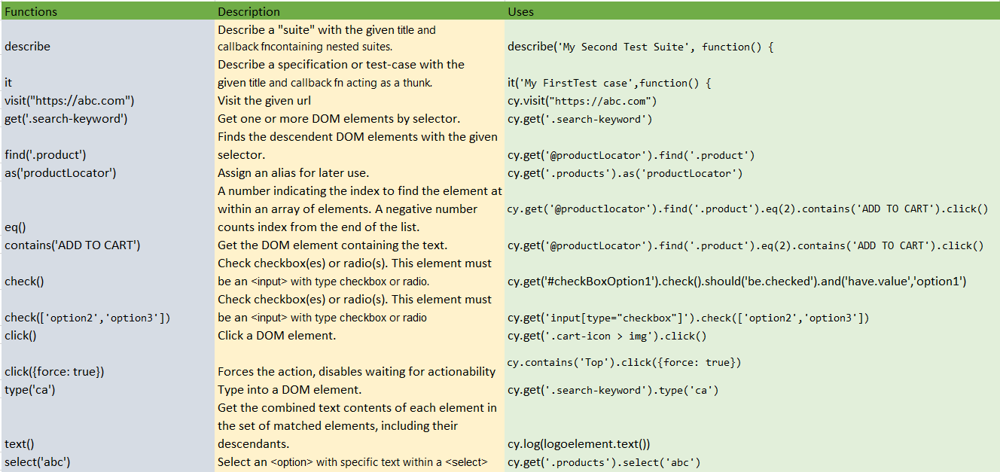 Functions Description Uses
Describe a "suite" with the given title and
describe callback fncontaining nested suites. describe('My Second Test Suite', function() {
Describe a specification or test-case with the
it given title and callback fn acting as a thunk. it('My FirstTest case',function() {
visit("https://abc.com") Visit the given url cy.visit("https://abc.com")
get('.search-keyword') Get one or more DOM elements by selector. cy.get('.search-keyword')
Finds the descendent DOM elements with the given
find('.product') selector. cy.get('@productLocator').find('.product')
as('productLocator') Assign an alias for later use. cy.get('.products').as('productLocator')
A number indicating the index to find the element at
within an array of elements. A negative number cy.get('@productlocator').find('.product').eq(2).contains('ADD TO CART').click()
eq() counts index from the end of the list.
contains('ADD TO CART') Get the DOM element containing the text. cy.get('@productLocator').find('.product').eq(2).contains('ADD TO CART').click()
Check checkbox(es) or radio(s). This element must
check() be an <input> with type checkbox or radio. cy.get('#checkBoxOption1').check().should('be.checked').and('have.value','option1')
Check checkbox(es) or radio(s). This element must
check(['option2','option3']) be an <input> with type checkbox or radio cy.get('input[type="checkbox"]').check(['option2','option3'])
click() Click a DOM element. cy.get('.cart-icon > img').click()
cy.contains('Top').click({force: true})
click({force: true}) Forces the action, disables waiting for actionability
type('ca') Type into a DOM element. cy.get('.search-keyword').type('ca')
Get the combined text contents of each element in
the set of matched elements, including their
text() descendants. cy.log(logoelement.text())
select('abc') Select an <option> with specific text within a <select> cy.get('.products').select('abc')